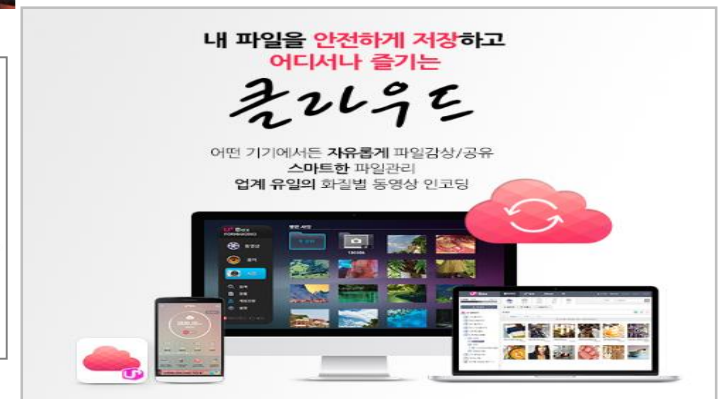 내 파일을 안전하게 저장하고
어디서나 즐기는
클라우드
어떤 기기에서든 자유롭게 파일감상/공유
스마트한 파일관리
업계 유일의 화질별 동영상 인코딩
U+ Box